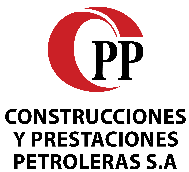 CPP
CONSTRUCCIONES
Y PRESTACIONES
PETROLERAS S.A